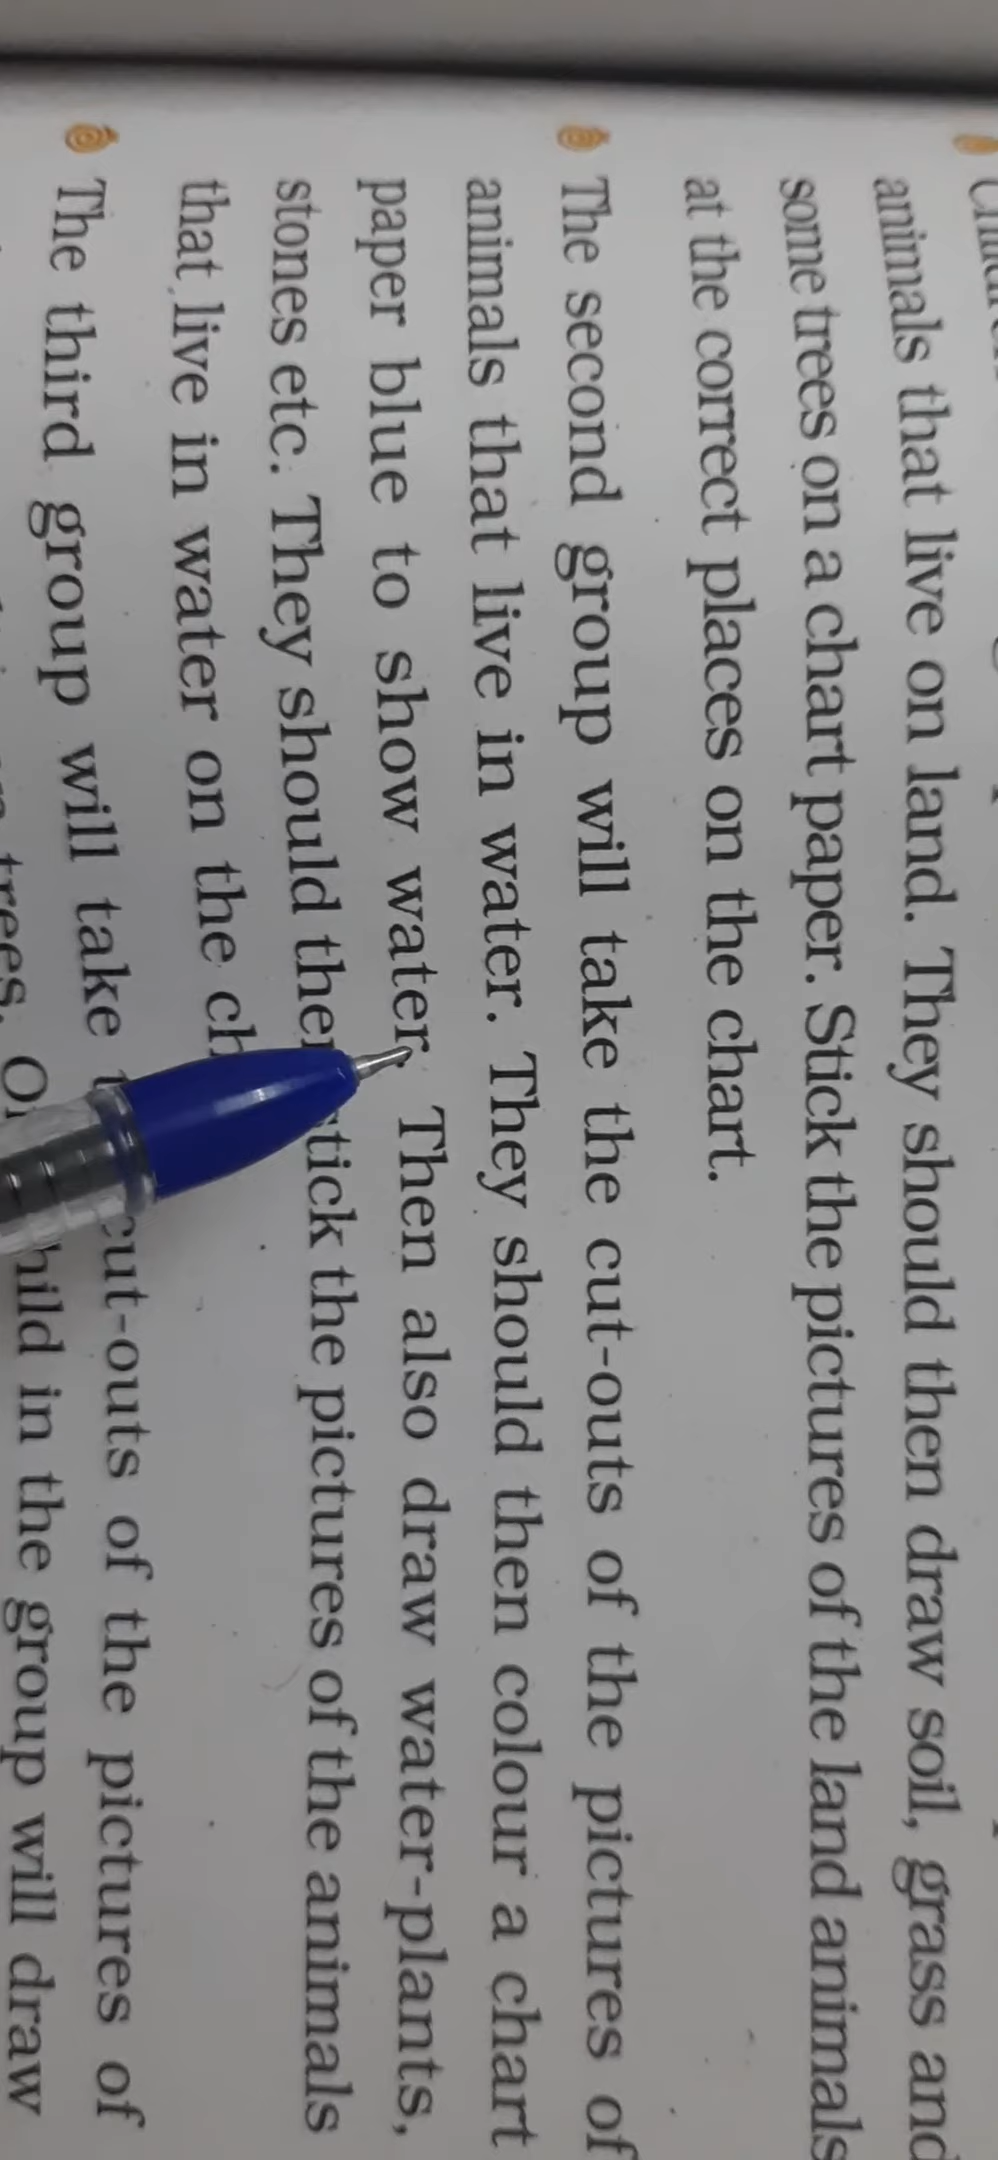 animals that live on land. They should then draw soil, grass and
some trees on a chart paper. Stick the pictures of the land animals
at the correct places on the chart.
The second group will take the cut-outs of the pictures of
animals that live in water. They should then colour a chart
paper blue to show water. Then also draw water-plants,
stones etc. They should the tick the pictures of the animals
that live in water on the
The third group will take cut-outs of the pictures of
trees. in the group will draw